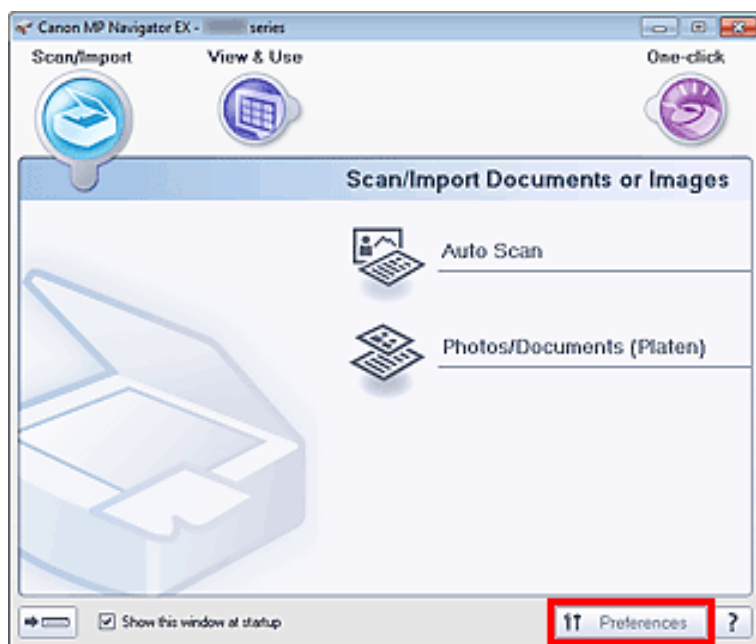 Canon MP Navigator EX - series
Scan/Import View & Use One-click
Scan/Import Documents or Images
Auto Scan
Photos/Documents (Platen)
Show this window at startup
Preferences ?